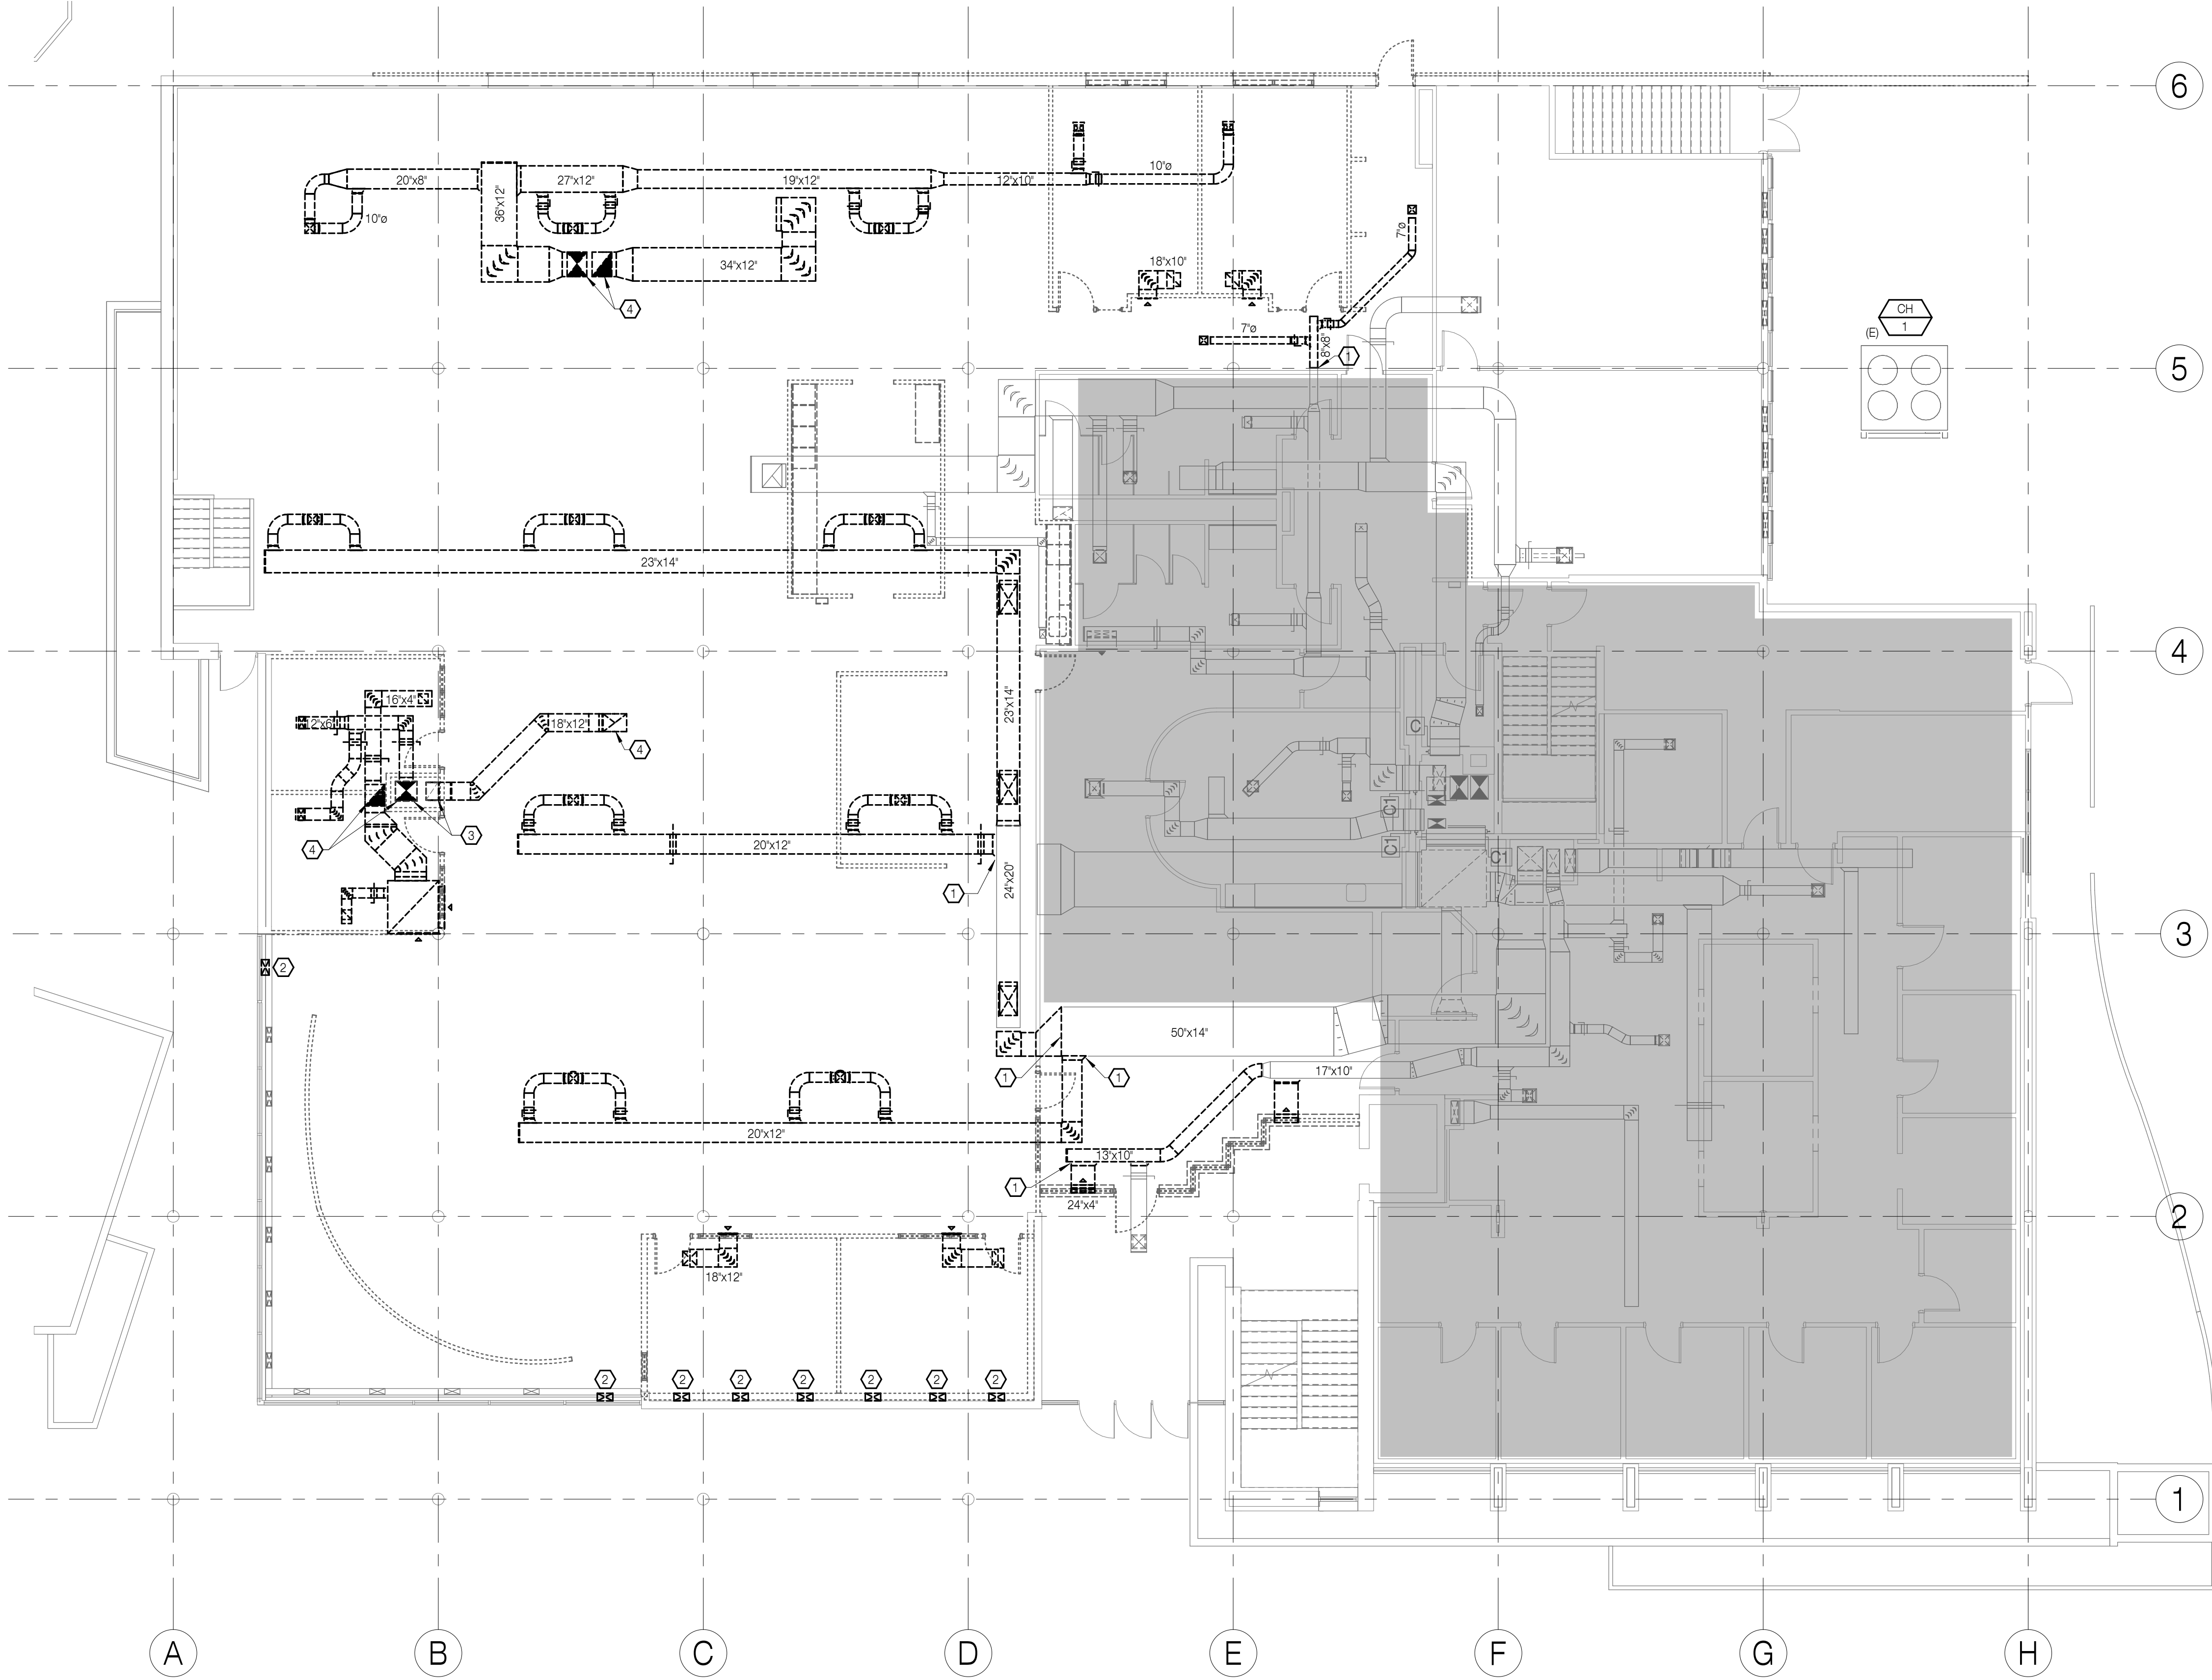 6
10"ø
20"x8"
27"x12"
19"x12"
12"x10"
36"x12"
10"ø
7"ø
34"x12"
18"x10"
4
CH
1
(E)
7"ø
8"x8"
1
5
23"x14"
4
16"x4"
12"x6"
18"x12"
4
23"x14"
C
C1
3
4
20"x12"
C1
C1
24"x20"
1
3
2
50"x14"
1
1
17"x10"
20"x12"
13"x10"
1
24"x4"
2
18"x12"
2
2
2
2
2
2
2
1
A
B
C
D
E
F
G
H